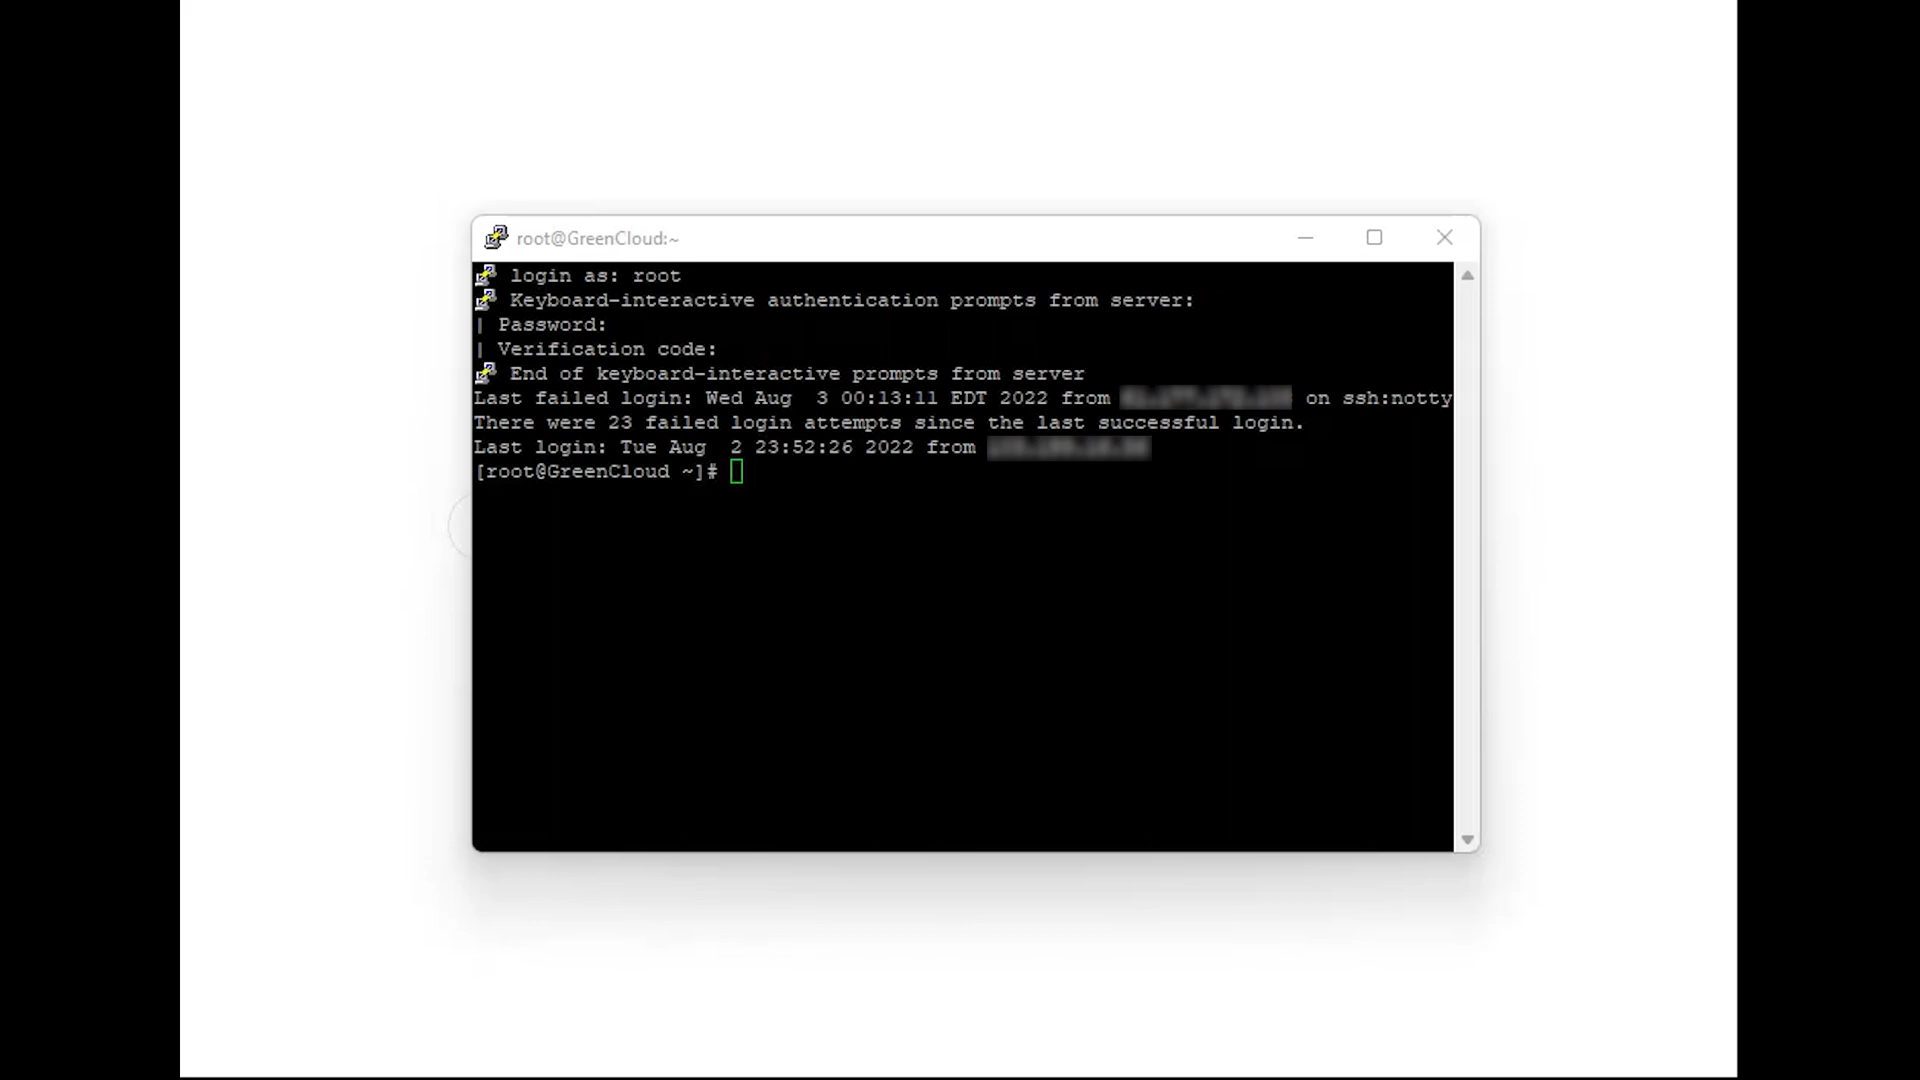 root@GreenCloud:~
login as: root
Keyboard-interactive authentication prompts from server:
| Password:
| Verification code:
End of keyboard-interactive prompts from server
Last failed login: Wed Aug  3 00:13:11 EDT 2022 from on ssh:notty
There were 23 failed login attempts since the last successful login.
Last login: Tue Aug  2 23:52:26 2022 from
[root@GreenCloud ~]#